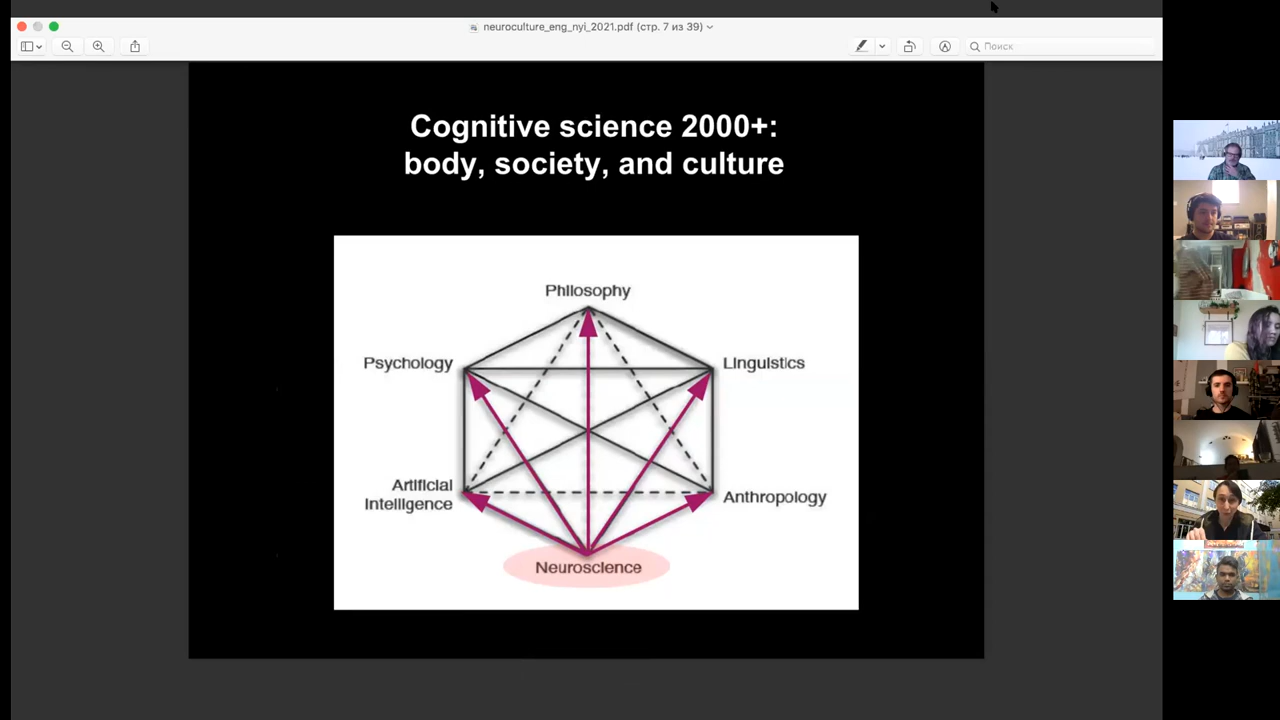 neuroculture_eng_nyi_2021.pdf (стр. 7 из 39)
Поиск
Cognitive science 2000+:
body, society, and culture
Philosophy
Psychology
Linguistics
Artificial
Intelligence
Anthropology
Neuroscience